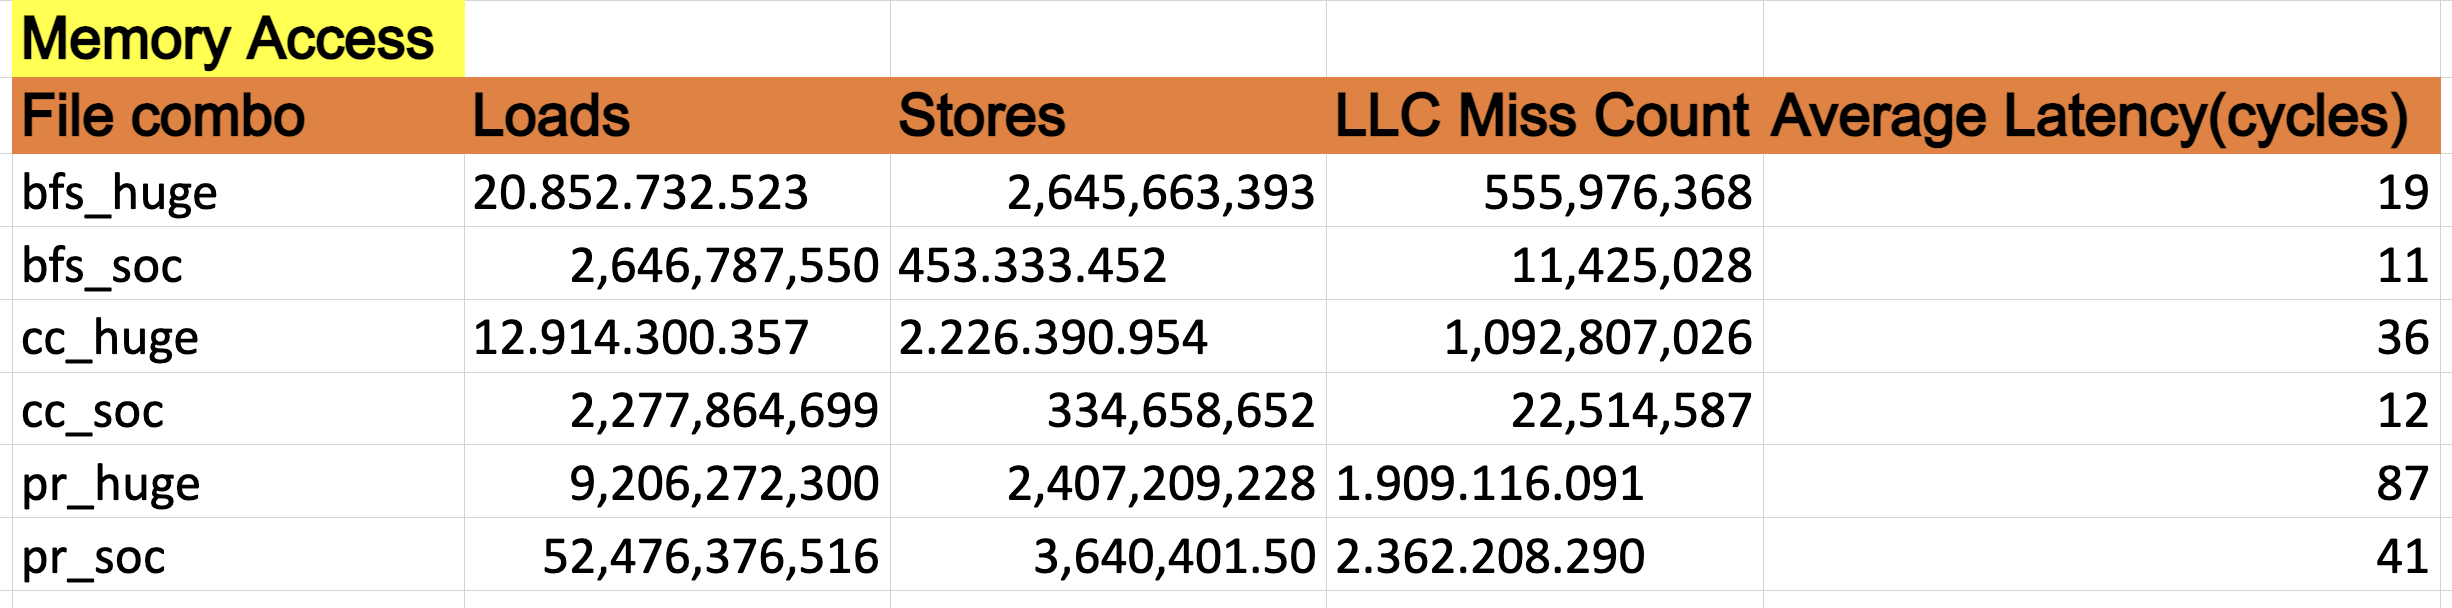 Memory Access
File combo Loads Stores LLC Miss Count Average Latency(cycles)
bfs_huge 20.852.732.523 2,645,663,393 555,976,368 19
bfs_soc 2,646,787,550 453.333.452 11,425,028 11
cc_huge 12.914.300.357 2.226.390.954 1,092,807,026 36
cc_soc 2,277,864,699 334,658,652 22,514,587 12
pr_huge 9,206,272,300 2,407,209,228 1.909.116.091 87
pr_soc 52,476,376,516 3,640,401.50 2.362.208.290 41